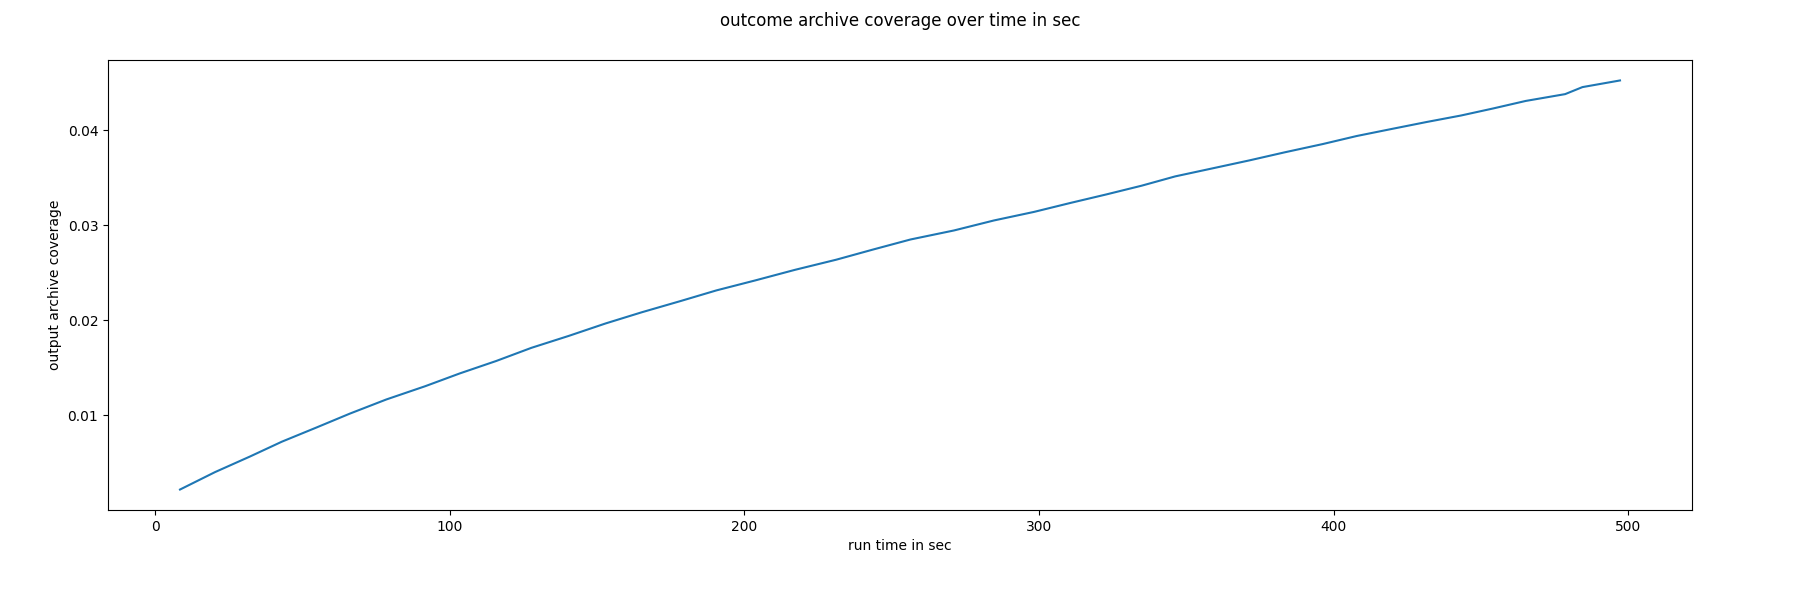 outcome archive coverage over time in sec
output archive coverage
0.04
0.03
0.02
0.01
0 100 200 300 400 500
run time in sec